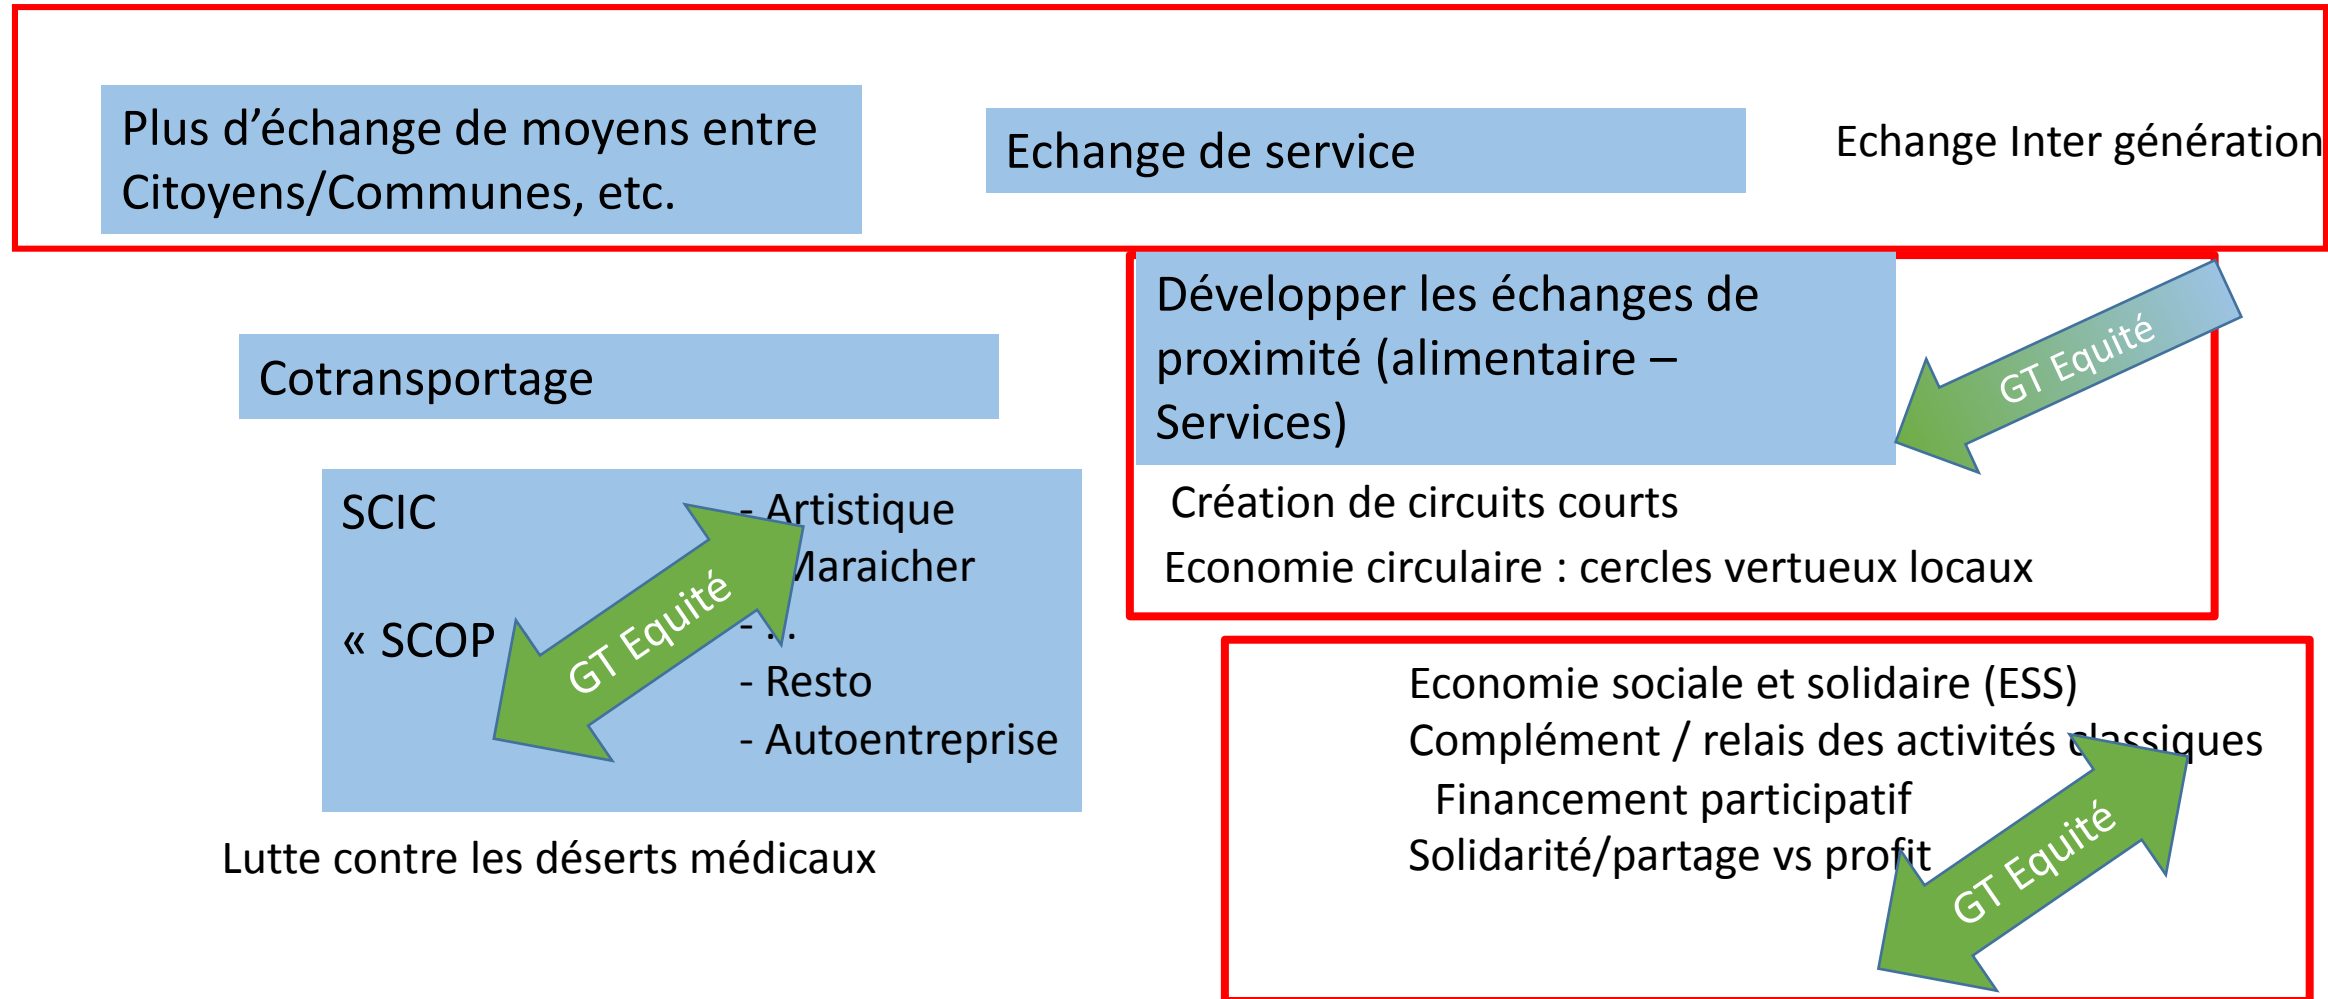 Plus d’échange de moyens entre
Citoyens/Communes, etc.
Echange de service
Echange Inter génération
Développer les échanges de
proximité (alimentaire –
Services)
GT Equité
Création de circuits courts
Economie circulaire : cercles vertueux locaux
Cotransportage
SCIC
« SCOP
GT Equité
- Artistique
Maraicher
- ..
- Resto
- Autoentreprise
Lutte contre les déserts médicaux
Economie sociale et solidaire (ESS)
Complément / relais des activités classiques
Financement participatif
Solidarité/partage vs profit
GT Equité